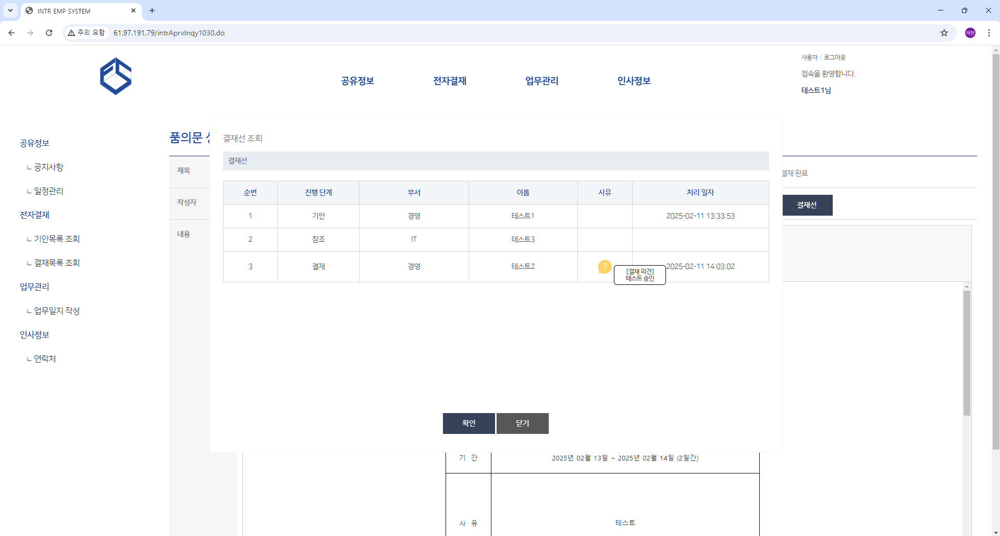 INTR EMP SYSTEM
주의 요함
61.97.191.79/intrAprvInqy1030.do
태현
사용자 | 로그아웃
공유정보
전자결재
업무관리
인사정보
접속을 환영합니다.
테스트1님
공유정보
ㄴ 공지사항
ㄴ 일정관리
전자결재
ㄴ 기안목록 조회
ㄴ 결재목록 조회
업무관리
ㄴ 업무일지 작성
인사정보
ㄴ 연락처
품의문
제목
결재 완료
작성자
결재선
내용
결재선 조회
결재선
순번 진행 단계 부서 이름 사유 처리 일자
1 기안 경영 테스트1 2025-02-11 13:33:53
2 참조 IT 테스트3
3 결재 경영 테스트2 ? 2025-02-11 14:03:02
[결재 의견]
테스트 승인
확인 닫기
기 간 2025년 02월 13일 ~ 2025년 02월 14일 (2일간)
사 유 테스트